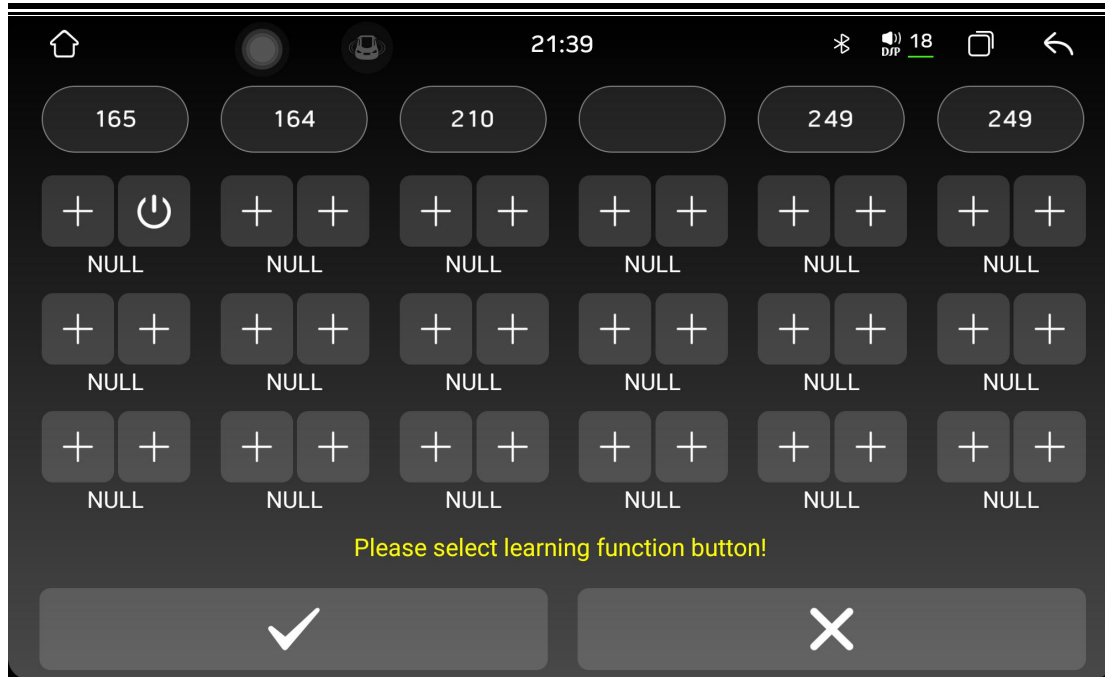 21:39 DSP 18
165 164 210 249 249
NULL NULL NULL NULL NULL NULL
NULL NULL NULL NULL NULL NULL
NULL NULL NULL NULL NULL NULL
Please select learning function button!